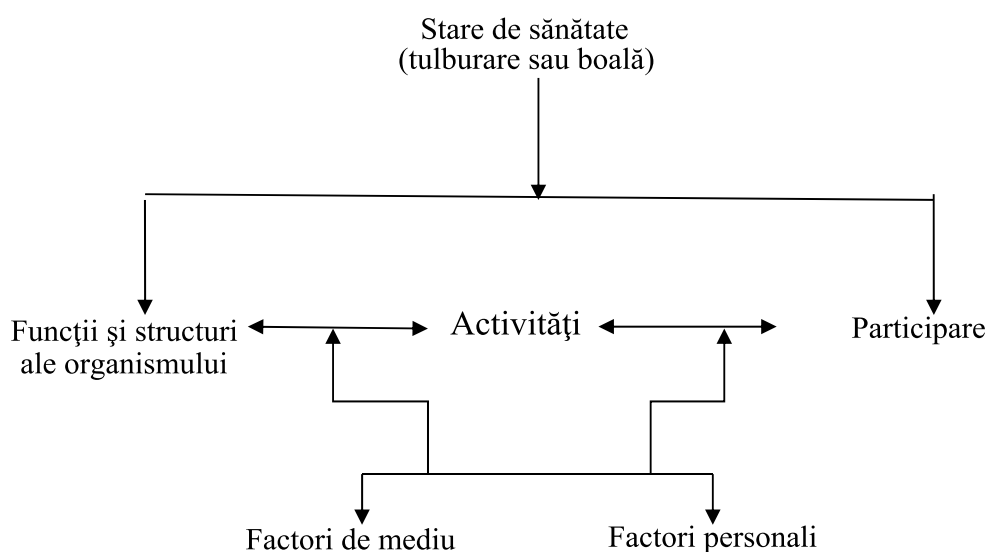 Stare de sănătate
(tulburare sau boală)
Funcţii şi structuri
ale organismului
Activităţi
Participare
Factori de mediu
Factori personali